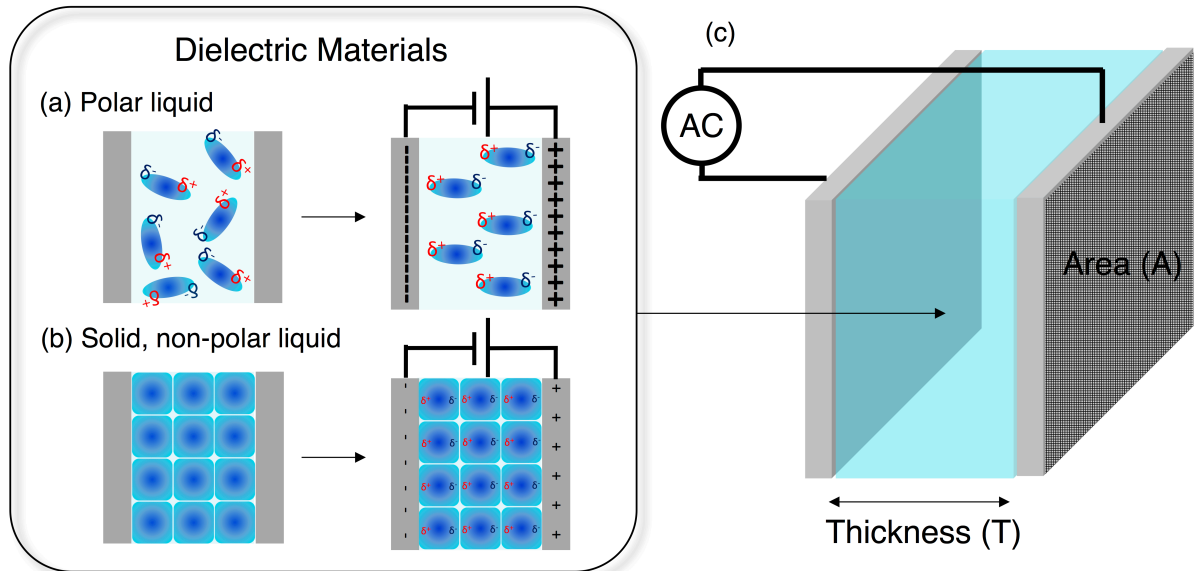 Dielectric Materials
(a) Polar liquid
δ- δ+
δ- δ+
δ+ δ-
δ- δ+
δ- δ+
δ+ δ-
δ+ δ-
δ+ δ-
δ+ δ-
δ+ δ-
δ+ δ-
(b) Solid, non-polar liquid
δ+ δ- δ+ δ- δ+ δ-
δ+ δ- δ+ δ- δ+ δ-
δ+ δ- δ+ δ- δ+ δ-
δ+ δ- δ+ δ- δ+ δ-
(c)
AC
Area (A)
Thickness (T)